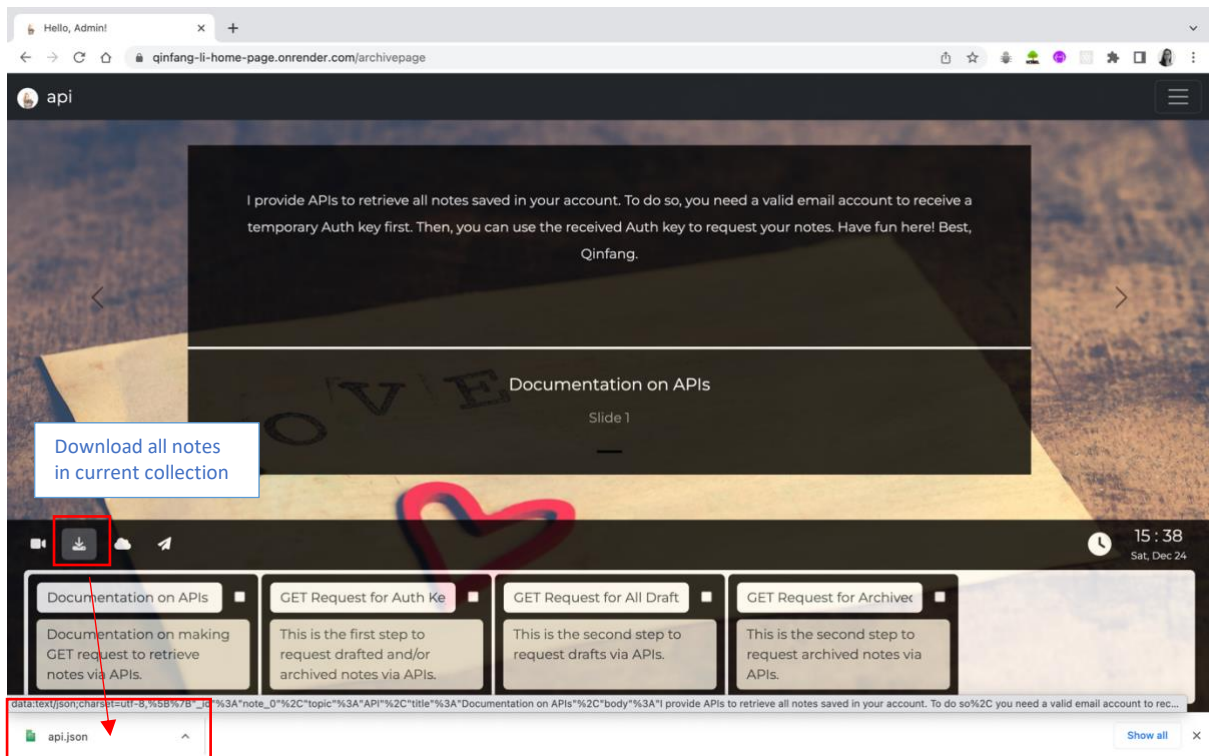 Hello, Admin!
qinfang-li-home-page.onrender.com/archivepage
api
I provide APIs to retrieve all notes saved in your account. To do so, you need a valid email account to receive a
temporary Auth key first. Then, you can use the received Auth key to request your notes. Have fun here! Best,
Qinfang.
LOVE
Documentation on APIs
Slide 1
Download all notes
in current collection
15 : 38
Sat, Dec 24
Documentation on APIs
GET Request for Auth Ke
GET Request for All Draft
GET Request for Archived
Documentation on making
GET request to retrieve
notes via APIs.
This is the first step to
request drafted and/or
archived notes via APIs.
This is the second step to
request drafts via APIs.
This is the second step to
request archived notes via
APIs.
data:text/json;charset=utf-8,%5B%7B"_id"%3A"note_0"%2C"topic"%3A"API"%2C"title"%3A"Documentation on APIs"%2C"body"%3A"I provide APIs to retrieve all notes saved in your account. To do so%2C you need a valid email account to rec...
api.json
Show all